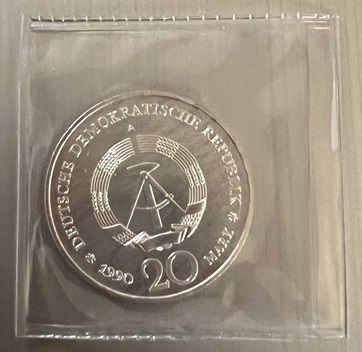 DEUTSCHE DEMOKRATISCHE REPUBLIK
A
* 1990 20 MARK *